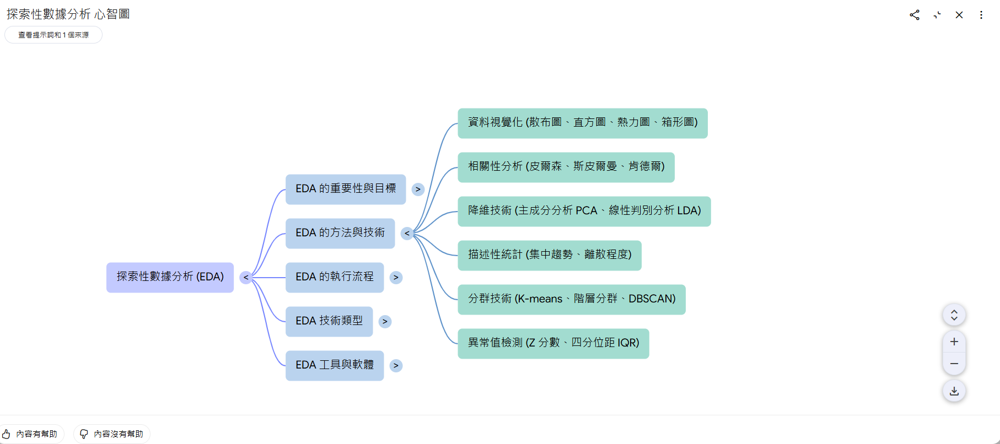 探索性數據分析 心智圖
查看提示詞和 1 個來源
資料視覺化 (散布圖、直方圖、熱力圖、箱形圖)
相關性分析 (皮爾森、斯皮爾曼、肯德爾)
EDA 的重要性與目標
>
降維技術 (主成分分析 PCA、線性判別分析 LDA)
EDA 的方法與技術
<
描述性統計 (集中趨勢、離散程度)
探索性數據分析 (EDA)
<
EDA 的執行流程
>
分群技術 (K-means、階層分群、DBSCAN)
EDA 技術類型
>
異常值檢測 (Z 分數、四分位距 IQR)
EDA 工具與軟體
>
內容有幫助
內容沒有幫助